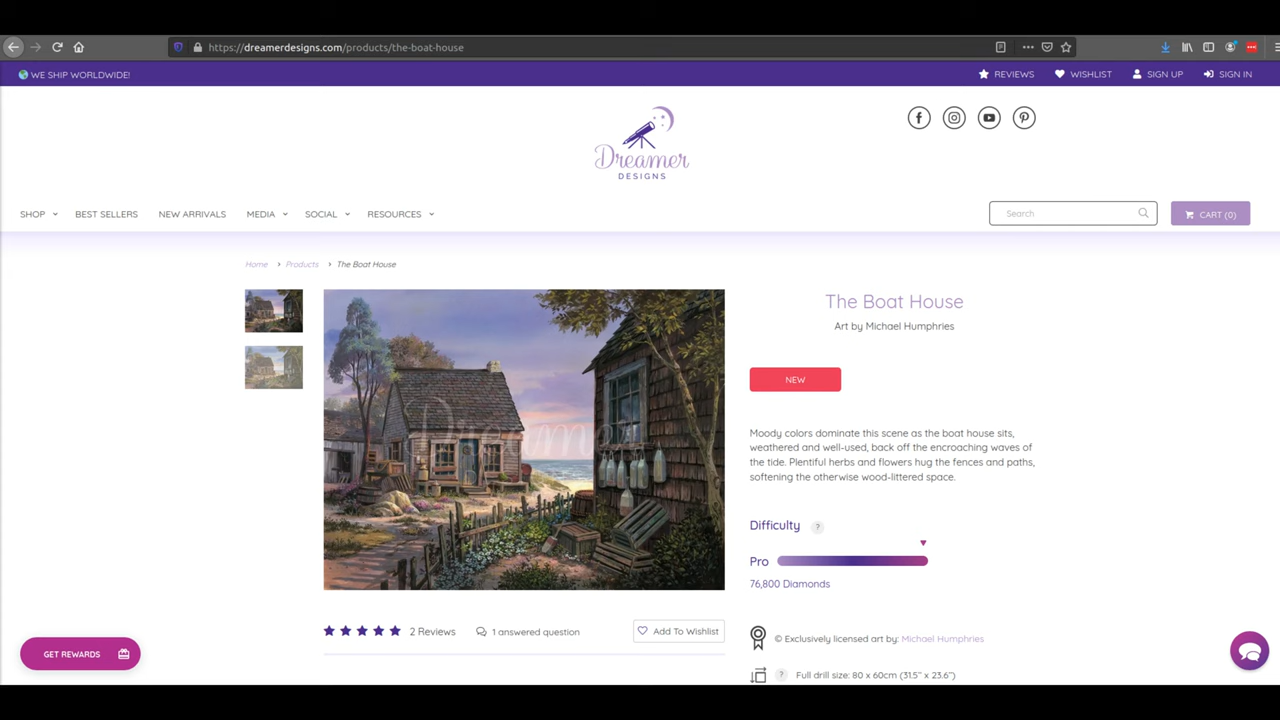 https://dreamerdesigns.com/products/the-boat-house
WE SHIP WORLDWIDE!
REVIEWS
WISHLIST
SIGN UP
SIGN IN
Dreamer
DESIGNS
SHOP
BEST SELLERS
NEW ARRIVALS
MEDIA
SOCIAL
RESOURCES
Search
CART (0)
Home › Products › The Boat House
The Boat House
Art by Michael Humphries
NEW
Moody colors dominate this scene as the boat house sits,
weathered and well-used, back off the encroaching waves of
the tide. Plentiful herbs and flowers hug the fences and paths,
softening the otherwise wood-littered space.
Dreamer
Difficulty ?
Pro
76,800 Diamonds
2 Reviews
1 answered question
Add To Wishlist
© Exclusively licensed art by: Michael Humphries
? Full drill size: 80 x 60cm (31.5" x 23.6")
GET REWARDS